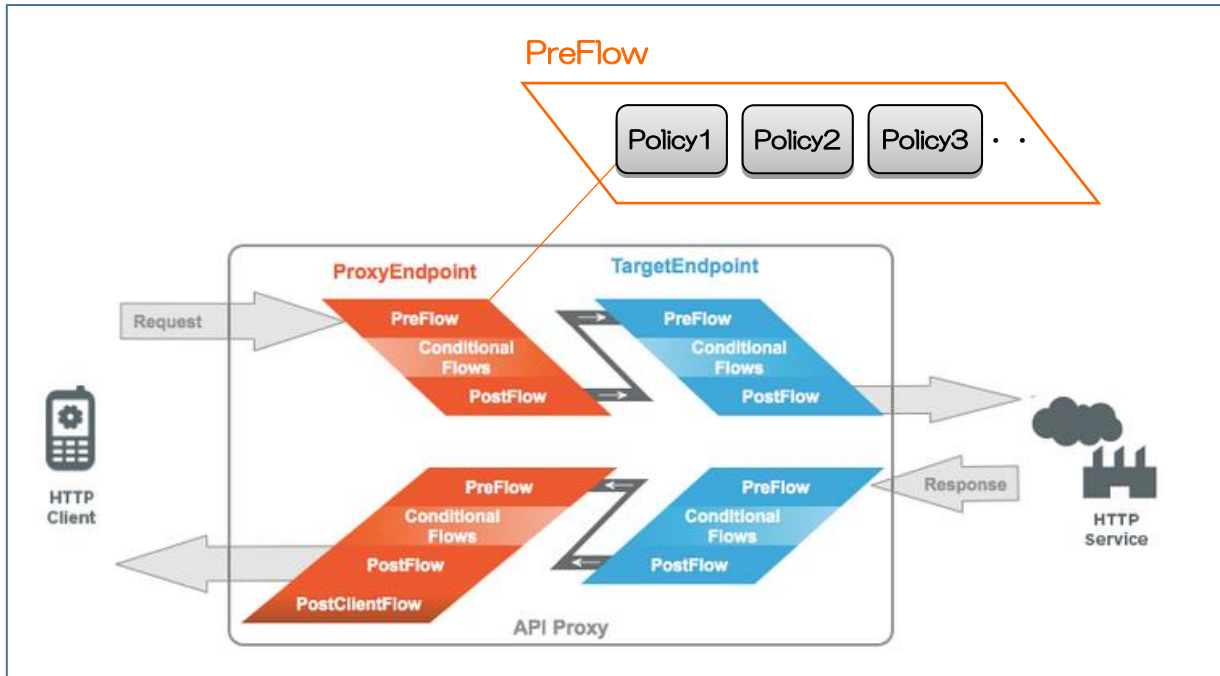 PreFlow
Policy1 Policy2 Policy3 ・ ・
ProxyEndpoint
TargetEndpoint
Request
PreFlow
Conditional
Flows
PostFlow
PreFlow
Conditional
Flows
PostFlow
HTTP
Client
PreFlow
Conditional
Flows
PostFlow
PostClientFlow
PreFlow
Conditional
Flows
PostFlow
Response
HTTP
Service
API Proxy